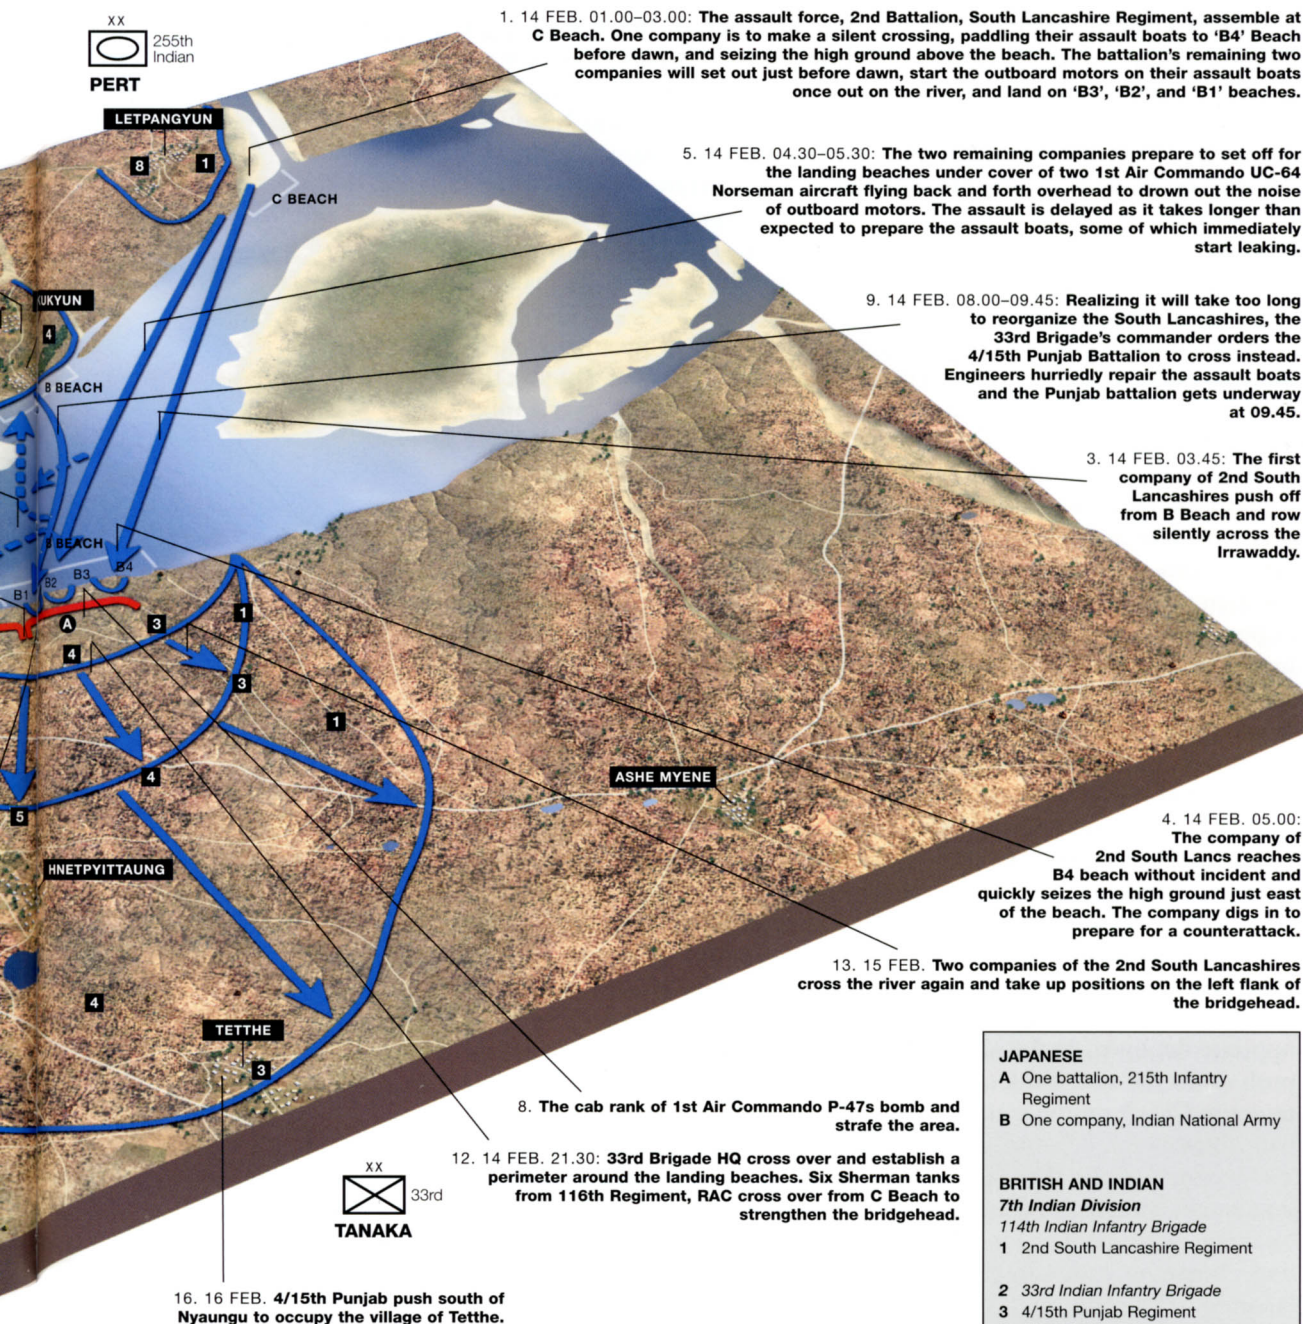 XX
255th
Indian
PERT
1. 14 FEB. 01.00–03.00: The assault force, 2nd Battalion, South Lancashire Regiment, assemble at
C Beach. One company is to make a silent crossing, paddling their assault boats to ‘B4’ Beach
before dawn, and seizing the high ground above the beach. The battalion’s remaining two
companies will set out just before dawn, start the outboard motors on their assault boats
once out on the river, and land on ‘B3’, ‘B2’, and ‘B1’ beaches.
LETPANGYUN
8
1
C BEACH
5. 14 FEB. 04.30–05.30: The two remaining companies prepare to set off for
the landing beaches under cover of two 1st Air Commando UC-64
Norseman aircraft flying back and forth overhead to drown out the noise
of outboard motors. The assault is delayed as it takes longer than
expected to prepare the assault boats, some of which immediately
start leaking.
KUKYUN
4
B BEACH
9. 14 FEB. 08.00–09.45: Realizing it will take too long
to reorganize the South Lancashires, the
33rd Brigade’s commander orders the
4/15th Punjab Battalion to cross instead.
Engineers hurriedly repair the assault boats
and the Punjab battalion gets underway
at 09.45.
3. 14 FEB. 03.45: The first
company of 2nd South
Lancashires push off
from B Beach and row
silently across the
Irrawaddy.
B BEACH
B1
B2
B3
B4
A
3
1
4
3
1
4
5
ASHE MYENE
HNETPYITTAUNG
4. 14 FEB. 05.00:
The company of
2nd South Lancs reaches
B4 beach without incident and
quickly seizes the high ground just east
of the beach. The company digs in to
prepare for a counterattack.
13. 15 FEB. Two companies of the 2nd South Lancashires
cross the river again and take up positions on the left flank of
the bridgehead.
4
TETTHE
3
8. The cab rank of 1st Air Commando P-47s bomb and
strafe the area.
12. 14 FEB. 21.30: 33rd Brigade HQ cross over and establish a
perimeter around the landing beaches. Six Sherman tanks
from 116th Regiment, RAC cross over from C Beach to
strengthen the bridgehead.
XX
33rd
TANAKA
16. 16 FEB. 4/15th Punjab push south of
Nyaungu to occupy the village of Tetthe.
JAPANESE
A One battalion, 215th Infantry
Regiment
B One company, Indian National Army
BRITISH AND INDIAN
7th Indian Division
114th Indian Infantry Brigade
1 2nd South Lancashire Regiment
2 33rd Indian Infantry Brigade
3 4/15th Punjab Regiment